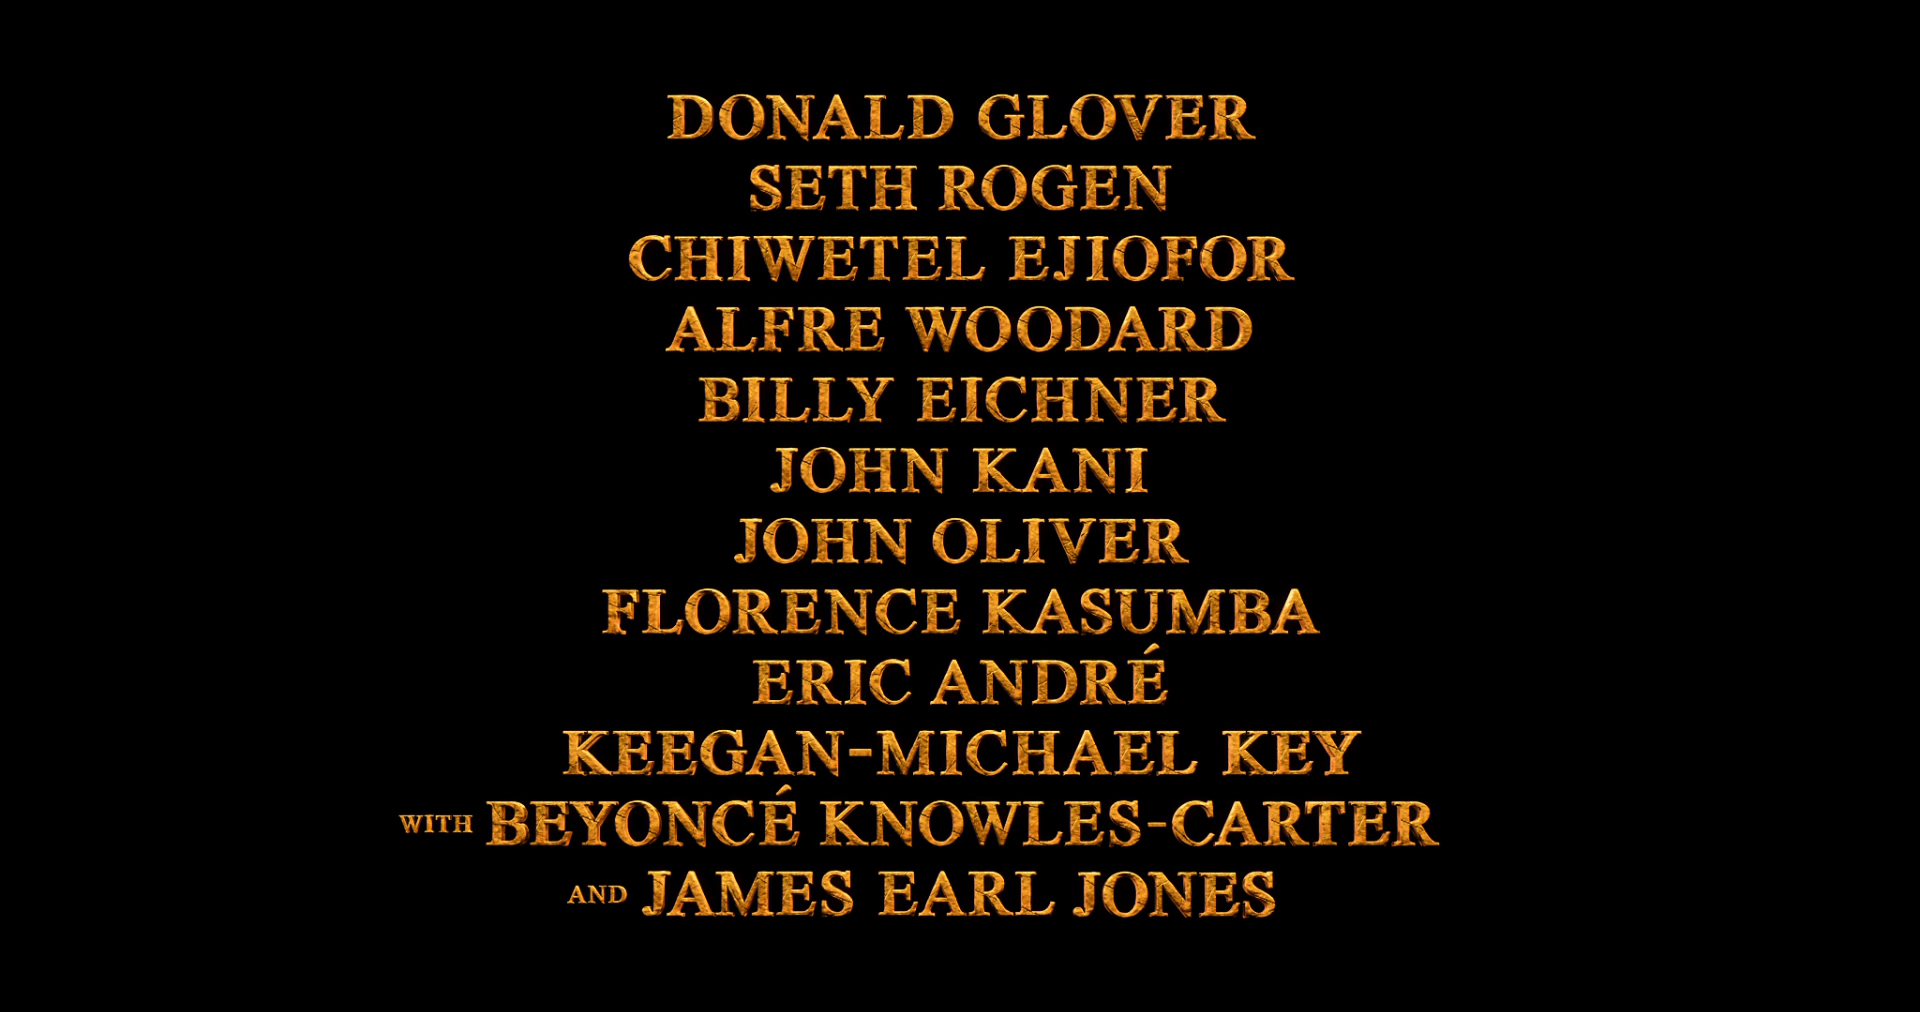 DONALD GLOVER
SETH ROGEN
CHIWETEL EJIOFOR
ALFRE WOODARD
BILLY EICHNER
JOHN KANI
JOHN OLIVER
FLORENCE KASUMBA
ERIC ANDRÉ
KEEGAN-MICHAEL KEY
WITH BEYONCÉ KNOWLES-CARTER
AND JAMES EARL JONES